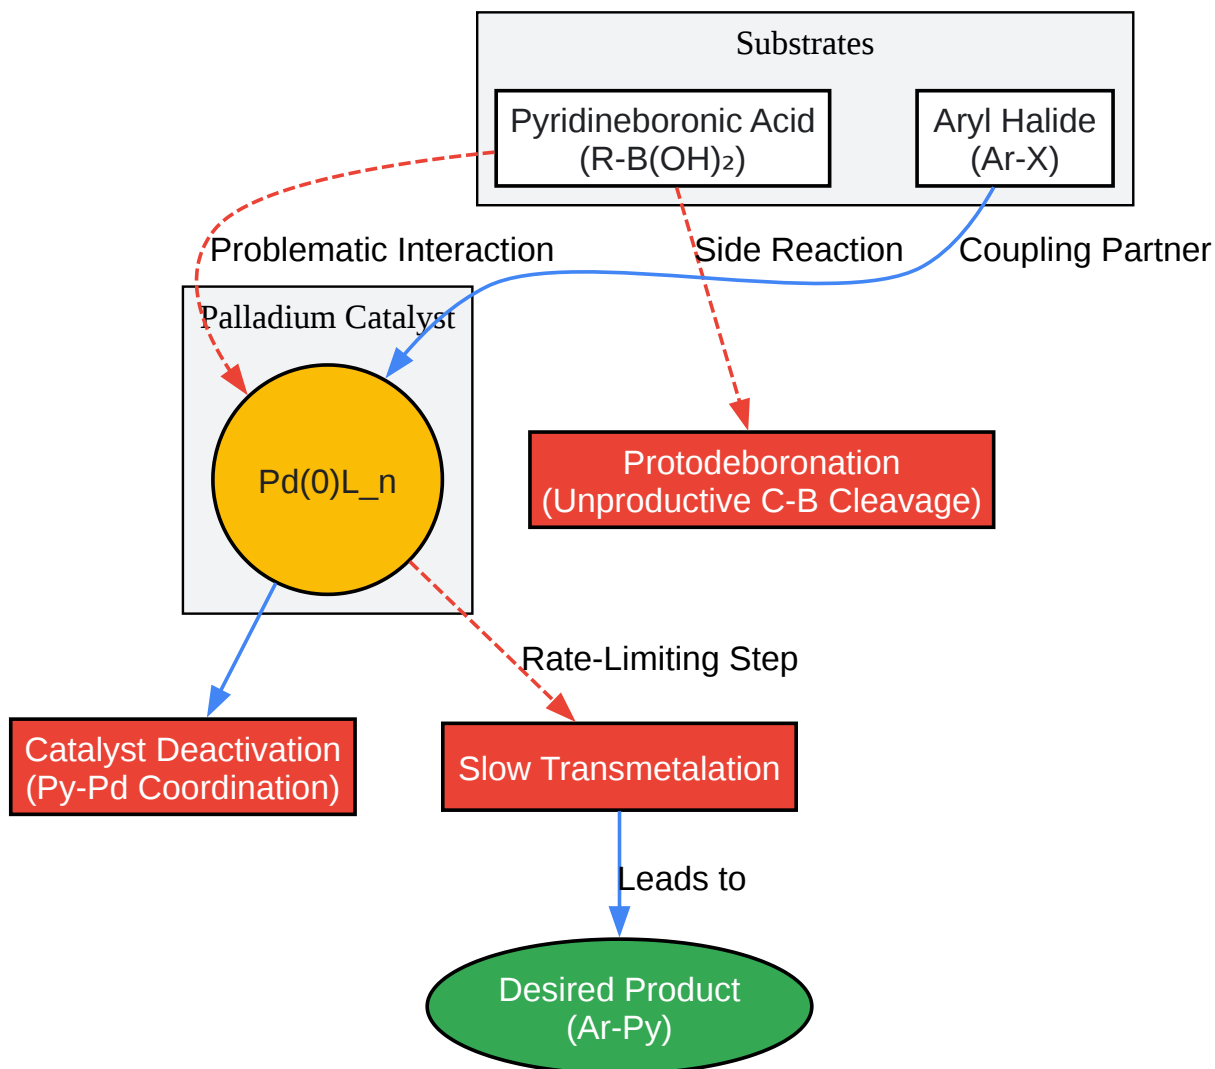 Substrates
Pyridineboronic Acid
(R-B(OH)₂)
Aryl Halide
(Ar-X)
Problematic Interaction
Side Reaction
Coupling Partner
Palladium Catalyst
Pd(0)L_n
Protodeboronation
(Unproductive C-B Cleavage)
Rate-Limiting Step
Catalyst Deactivation
(Py-Pd Coordination)
Slow Transmetalation
Leads to
Desired Product
(Ar-Py)